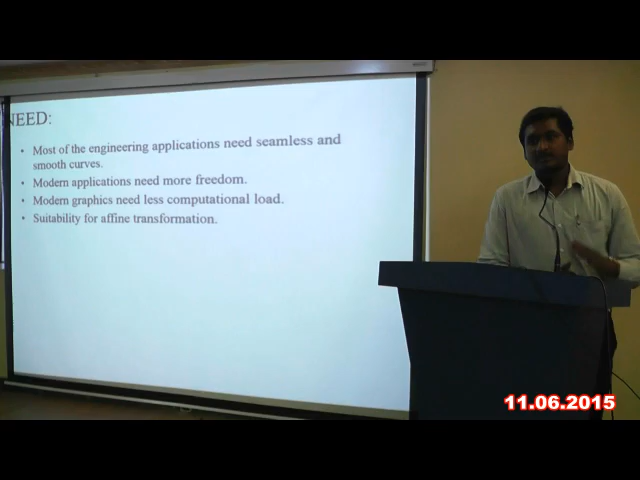 NEED:
• Most of the engineering applications need seamless and
smooth curves.
• Modern applications need more freedom.
• Modern graphics need less computational load.
• Suitability for affine transformation.
11.06.2015